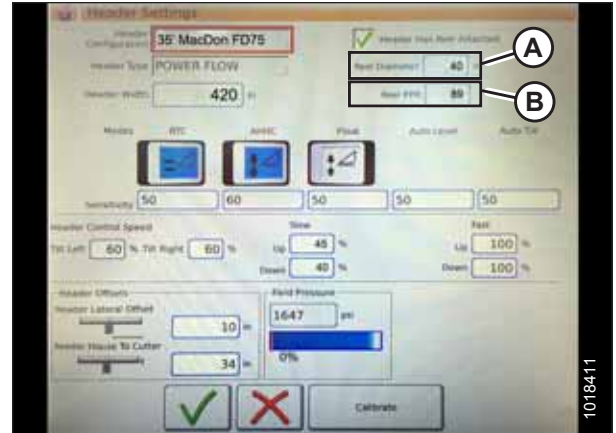 Header Settings
Header Configuration 35' MacDon FD75 Header Has Reel Attached
A
Header Type POWER FLOW Reel Diameter 40 in
Header Width 420 in Reel PPR 89
B
Modes RTC AHHC Float Auto Level Auto Tilt
Sensitivity 50 60 50 50 50
Header Control Speed Slow Fast
Tilt Left 60 % Tilt Right 60 % Up 45 % Up 100 %
Down 40 % Down 100 %
Header Offsets Field Pressure
Header Lateral Offset 1647 psi
10 in
Feeder House To Cutter 0%
34 in
Calibrate
1018411